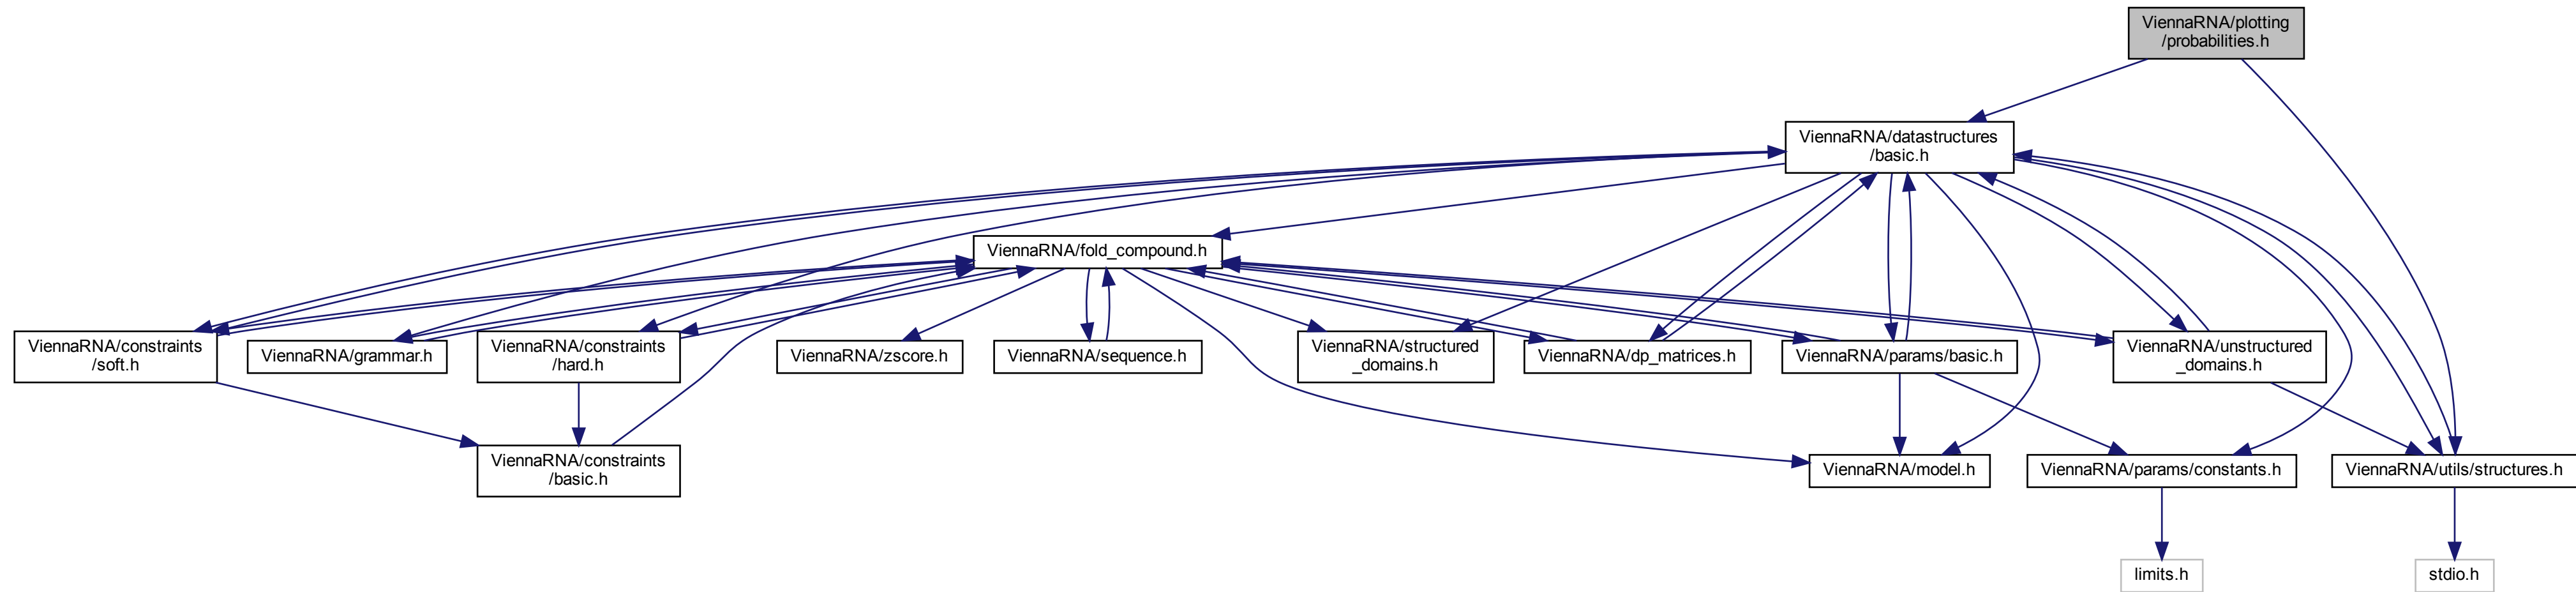 ViennaRNA/plotting
/probabilities.h
ViennaRNA/datastructures
/basic.h
ViennaRNA/fold_compound.h
ViennaRNA/constraints
/soft.h
ViennaRNA/grammar.h
ViennaRNA/constraints
/hard.h
ViennaRNA/zscore.h
ViennaRNA/sequence.h
ViennaRNA/structured
_domains.h
ViennaRNA/dp_matrices.h
ViennaRNA/params/basic.h
ViennaRNA/unstructured
_domains.h
ViennaRNA/constraints
/basic.h
ViennaRNA/model.h
ViennaRNA/params/constants.h
ViennaRNA/utils/structures.h
limits.h
stdio.h